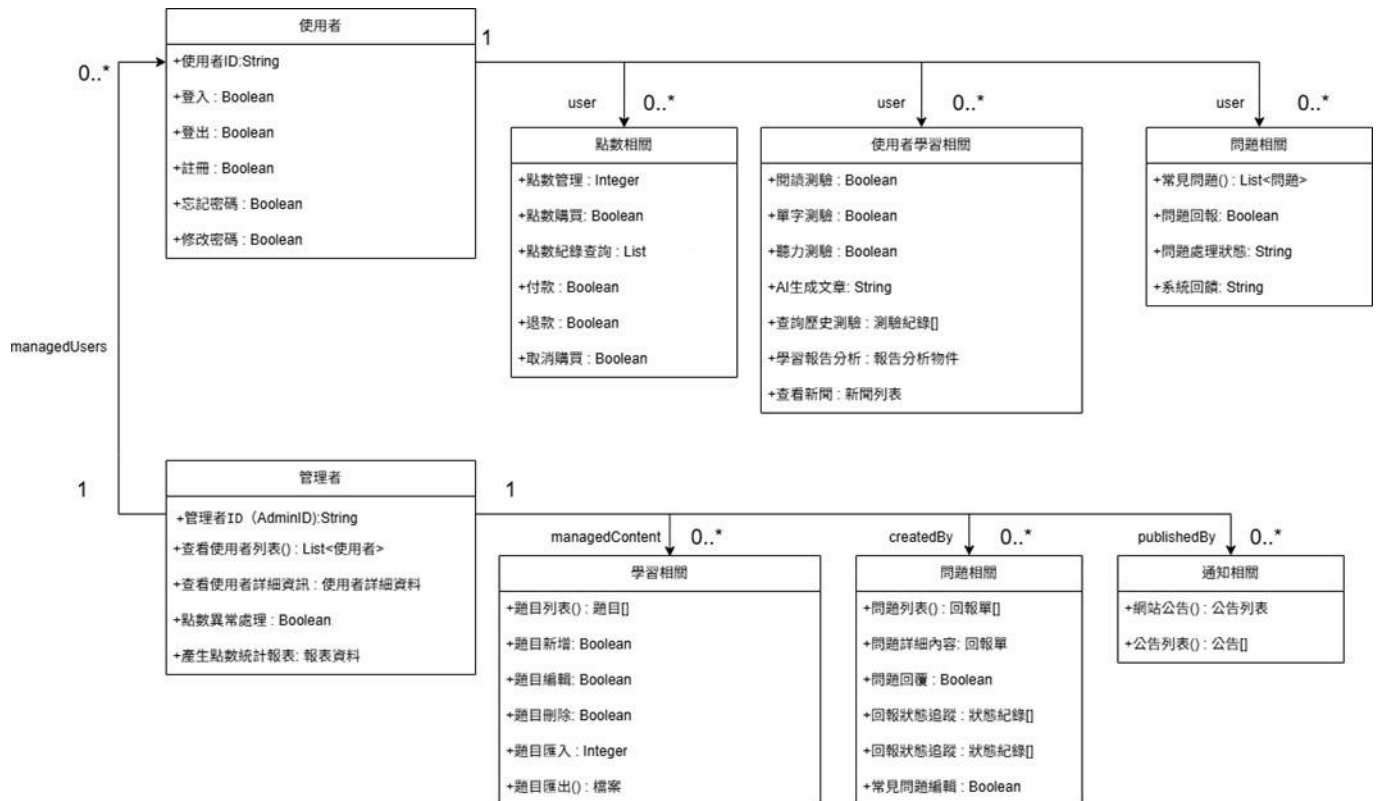 使用者
+使用者ID:String
+登入 : Boolean
+登出 : Boolean
+註冊 : Boolean
+忘記密碼 : Boolean
+修改密碼 : Boolean
0..*
1
user
0..*
user
0..*
user
0..*
點數相關
+點數管理 : Integer
+點數購買: Boolean
+點數紀錄查詢 : List
+付款 : Boolean
+退款 : Boolean
+取消購買 : Boolean
使用者學習相關
+閱讀測驗 : Boolean
+單字測驗 : Boolean
+聽力測驗 : Boolean
+AI生成文章: String
+查詢歷史測驗 : 測驗紀錄[]
+學習報告分析 : 報告分析物件
+查看新聞 : 新聞列表
問題相關
+常見問題() : List<問題>
+問題回報: Boolean
+問題處理狀態: String
+系統回饋: String
managedUsers
1
管理者
+管理者ID（AdminID):String
+查看使用者列表() : List<使用者>
+查看使用者詳細資訊 : 使用者詳細資料
+點數異常處理 : Boolean
+產生點數統計報表: 報表資料
1
managedContent
0..*
createdBy
0..*
publishedBy
0..*
學習相關
+題目列表() : 題目[]
+題目新增: Boolean
+題目編輯: Boolean
+題目刪除: Boolean
+題目匯入 : Integer
+題目匯出() : 檔案
問題相關
+問題列表() : 回報單[]
+問題詳細內容: 回報單
+問題回覆 : Boolean
+回報狀態追蹤 : 狀態紀錄[]
+回報狀態追蹤 : 狀態紀錄[]
+常見問題編輯 : Boolean
通知相關
+網站公告() : 公告列表
+公告列表() : 公告[]